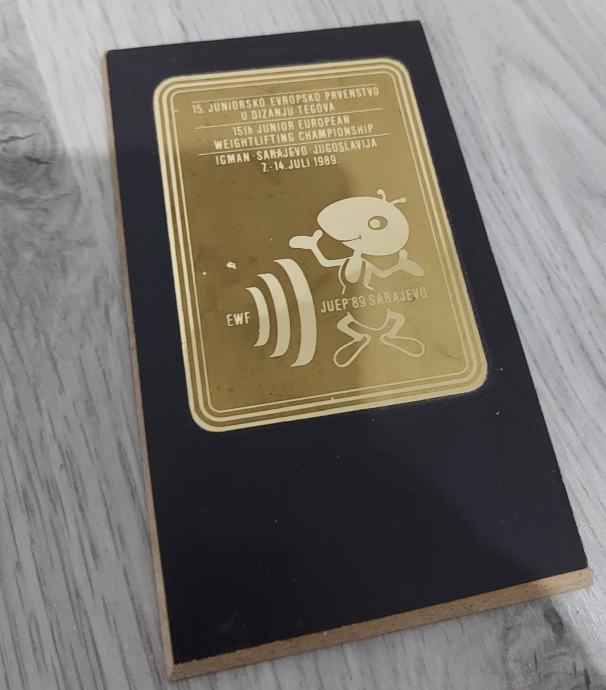 15. JUNIORSKO EVROPSKO PRVENSTVO
U DIZANJU TEGOVA
15th JUNIOR EUROPEAN
WEIGHTLIFTING CHAMPIONSHIP
IGMAN·SARAJEVO·JUGOSLAVIJA
7.-14. JULI 1989.
EWF
JUEP'89 SARAJEVO